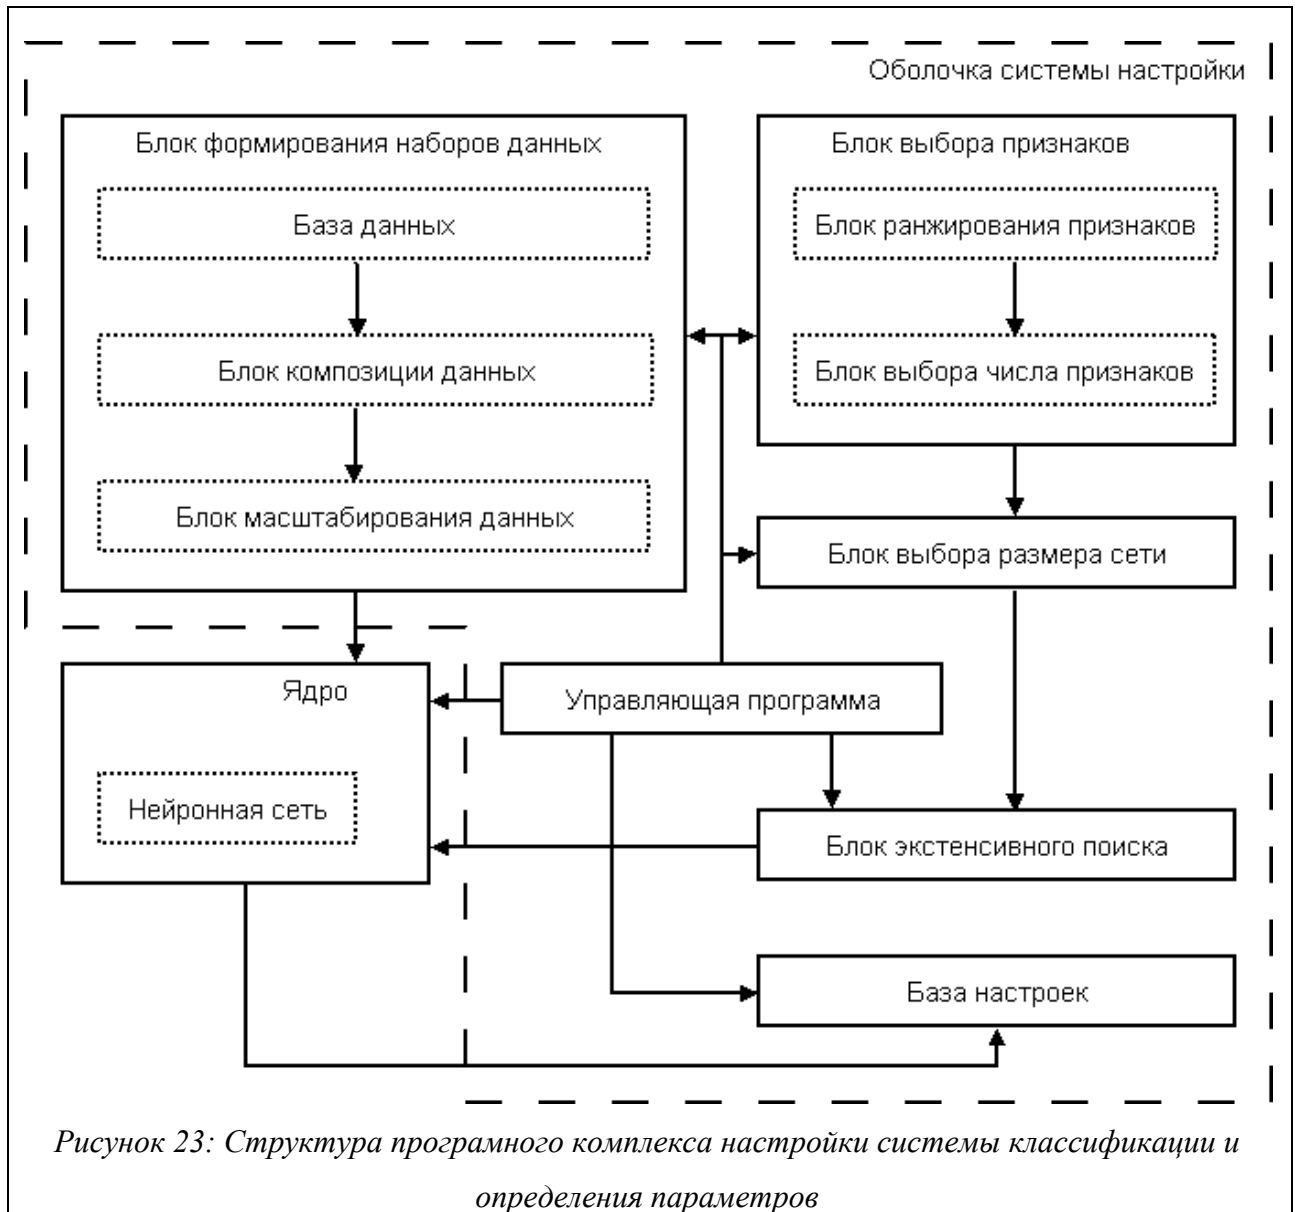 Оболочка системы настройки
Блок формирования наборов данных
База данных
Блок композиции данных
Блок масштабирования данных
Блок выбора признаков
Блок ранжирования признаков
Блок выбора числа признаков
Блок выбора размера сети
Ядро
Нейронная сеть
Управляющая программа
Блок экстенсивного поиска
База настроек
Рисунок 23: Структура програмного комплекса настройки системы классификации и
определения параметров